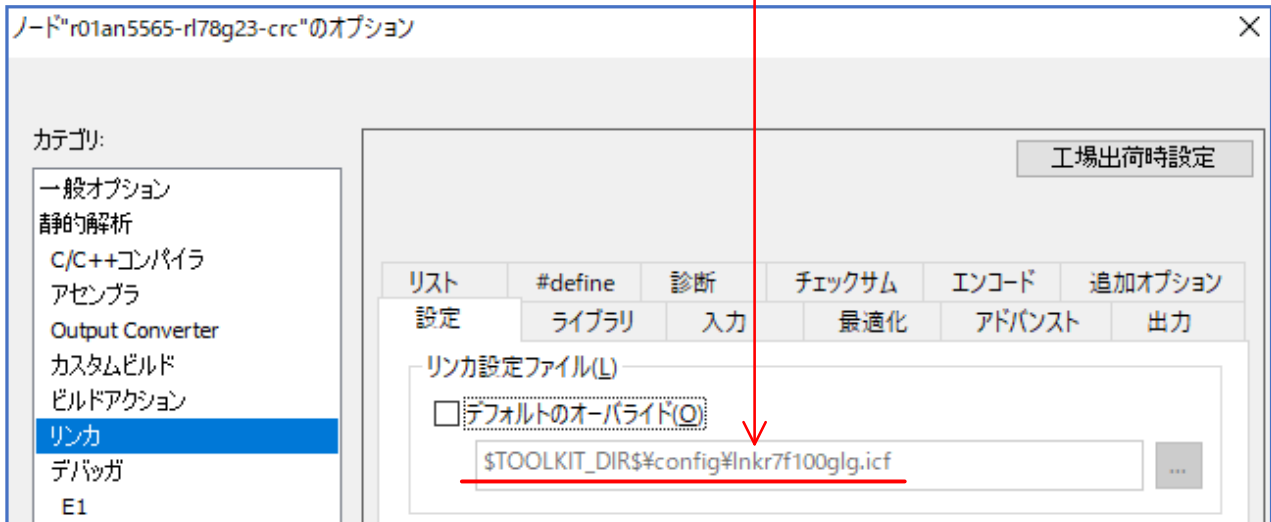 ノード"r01an5565-rl78g23-crc"のオプション
カテゴリ:
工場出荷時設定
一般オプション
静的解析
C/C++コンパイラ
アセンブラ
Output Converter
カスタムビルド
ビルドアクション
リンカ
デバッガ
E1
リスト #define 診断 チェックサム エンコード 追加オプション
設定 ライブラリ 入力 最適化 アドバンスト 出力
リンカ設定ファイル(L)
デフォルトのオーバライド(O)
$TOOLKIT_DIR$¥config¥lnkr7f100glg.icf
...